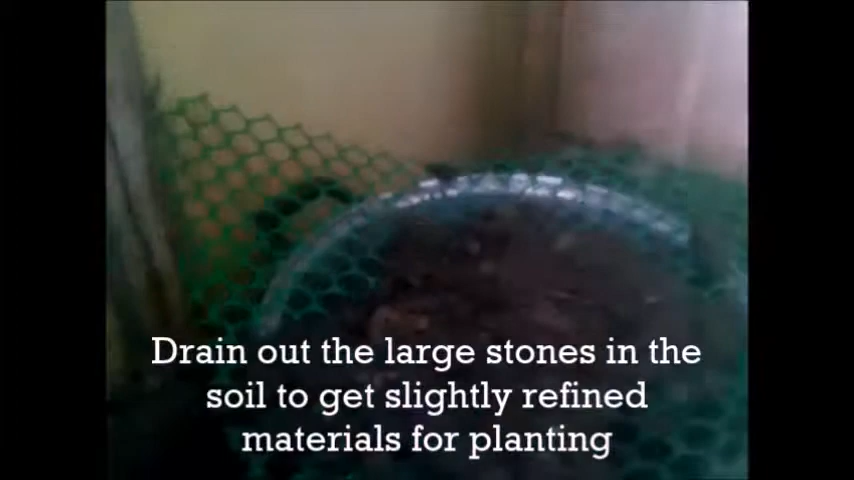 Drain out the large stones in the
soil to get slightly refined
materials for planting